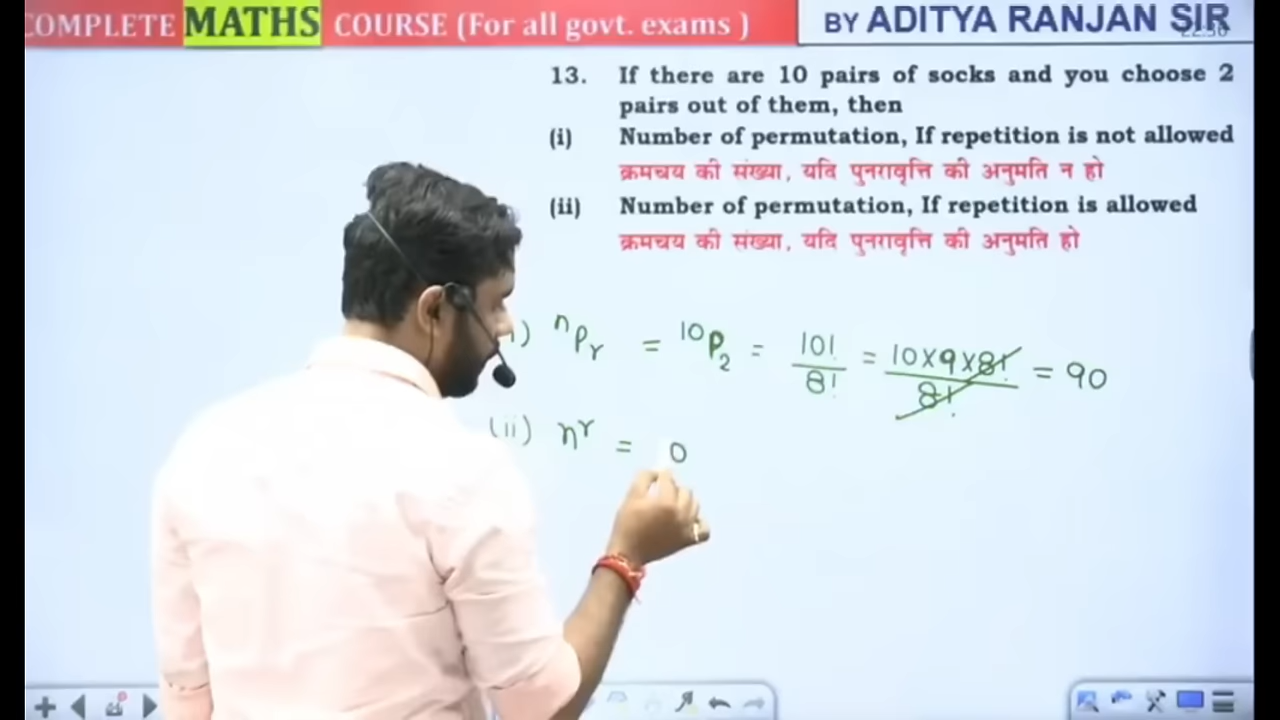 COMPLETE MATHS COURSE (For all govt. exams )
BY ADITYA RANJAN SIR
13. If there are 10 pairs of socks and you choose 2
pairs out of them, then
(i) Number of permutation, If repetition is not allowed
क्रमचय की संख्या, यदि पुनरावृत्ति की अनुमति न हो
(ii) Number of permutation, If repetition is allowed
क्रमचय की संख्या, यदि पुनरावृत्ति की अनुमति हो
) ⁿPᵣ = ¹⁰P₂ = 10!/8! = 10×9×8!/8! = 90
(ii) nʳ = 0